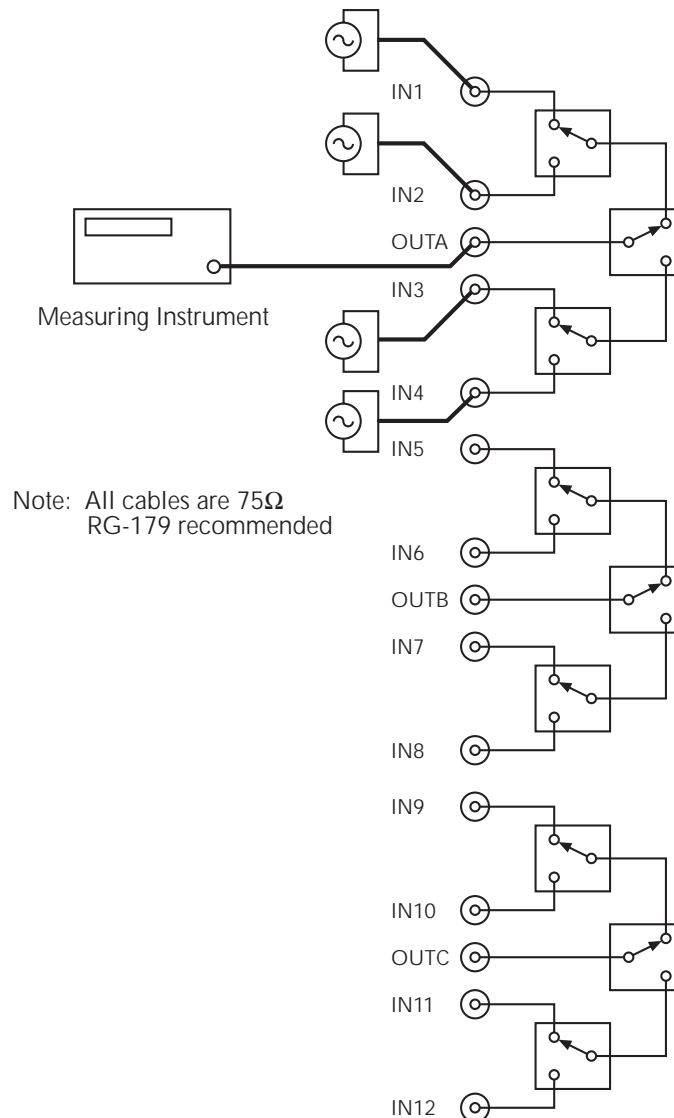 IN1
IN2
OUTA
IN3
Measuring Instrument
IN4
IN5
Note: All cables are 75Ω
RG-179 recommended
IN6
OUTB
IN7
IN8
IN9
IN10
OUTC
IN11
IN12